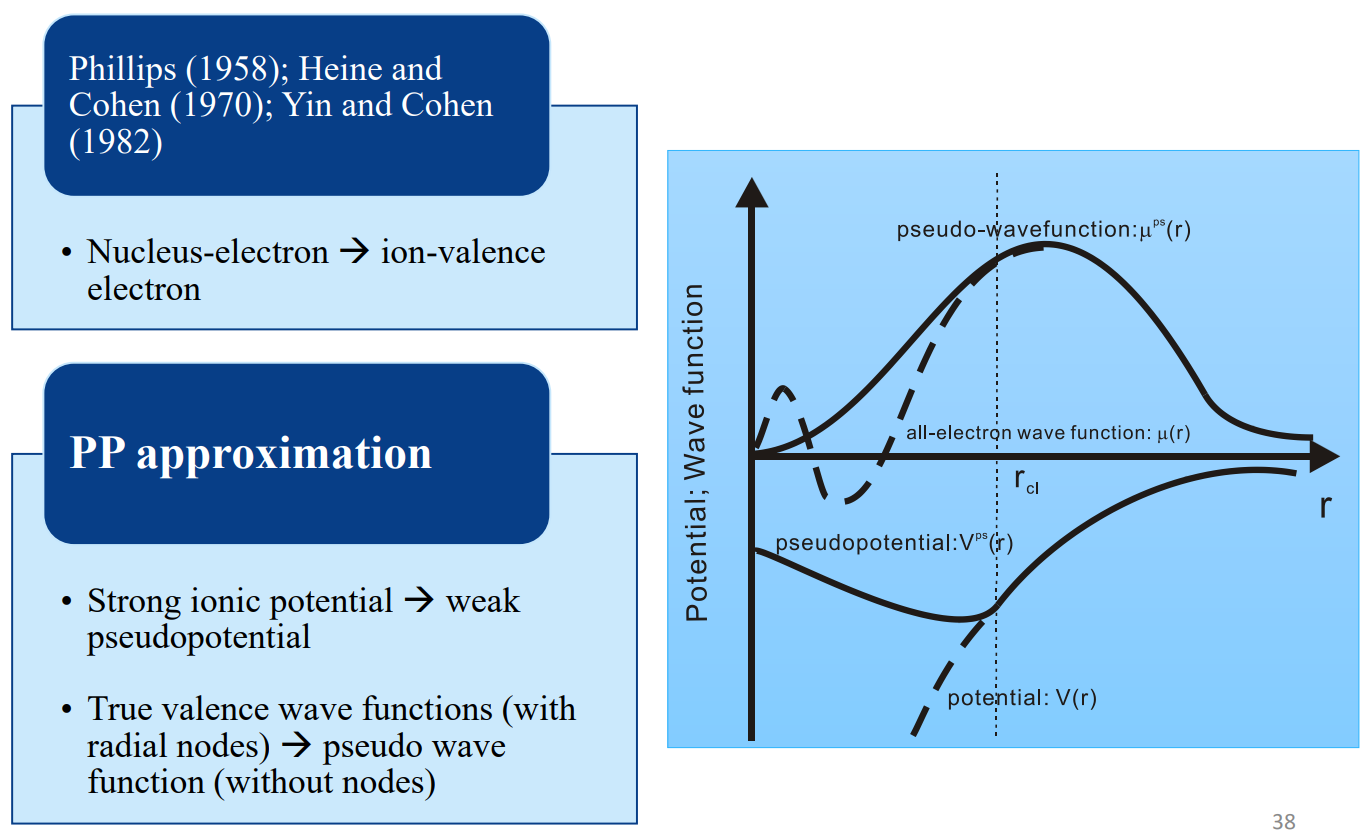 Phillips (1958); Heine and
Cohen (1970); Yin and Cohen
(1982)
• Nucleus-electron → ion-valence
electron
PP approximation
• Strong ionic potential → weak
pseudopotential
• True valence wave functions (with
radial nodes) → pseudo wave
function (without nodes)
Potential; Wave function
pseudo-wavefunction:μps(r)
all-electron wave function: μ(r)
rcl
r
pseudopotential:Vps(r)
potential: V(r)
38